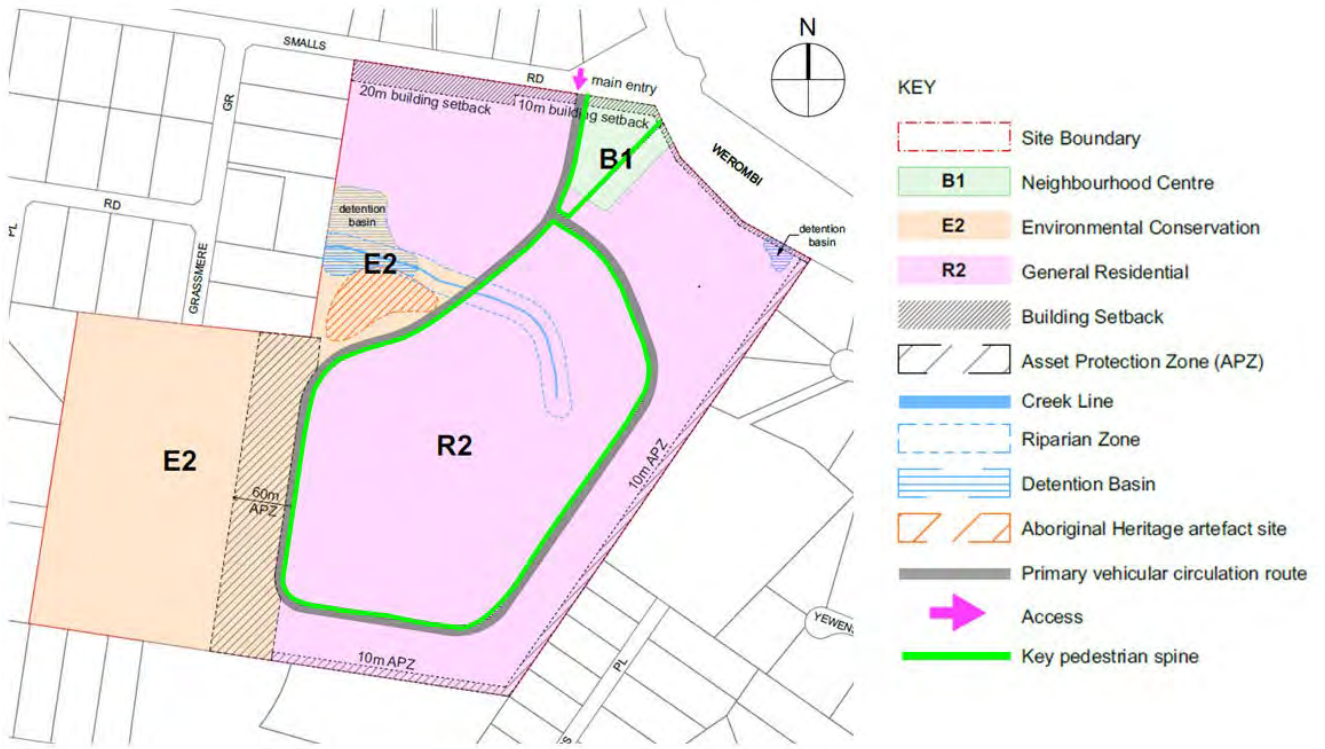 SMALLS
RD
main entry
N
20m building setback
10m building setback
GR
B1
WEROMBI
RD
PL
detention
basin
detention
basin
E2
GRASSMERE
R2
E2
10m APZ
60m
APZ
10m APZ
PL
YEWENS
S
KEY
Site Boundary
B1 Neighbourhood Centre
E2 Environmental Conservation
R2 General Residential
Building Setback
Asset Protection Zone (APZ)
Creek Line
Riparian Zone
Detention Basin
Aboriginal Heritage artefact site
Primary vehicular circulation route
Access
Key pedestrian spine